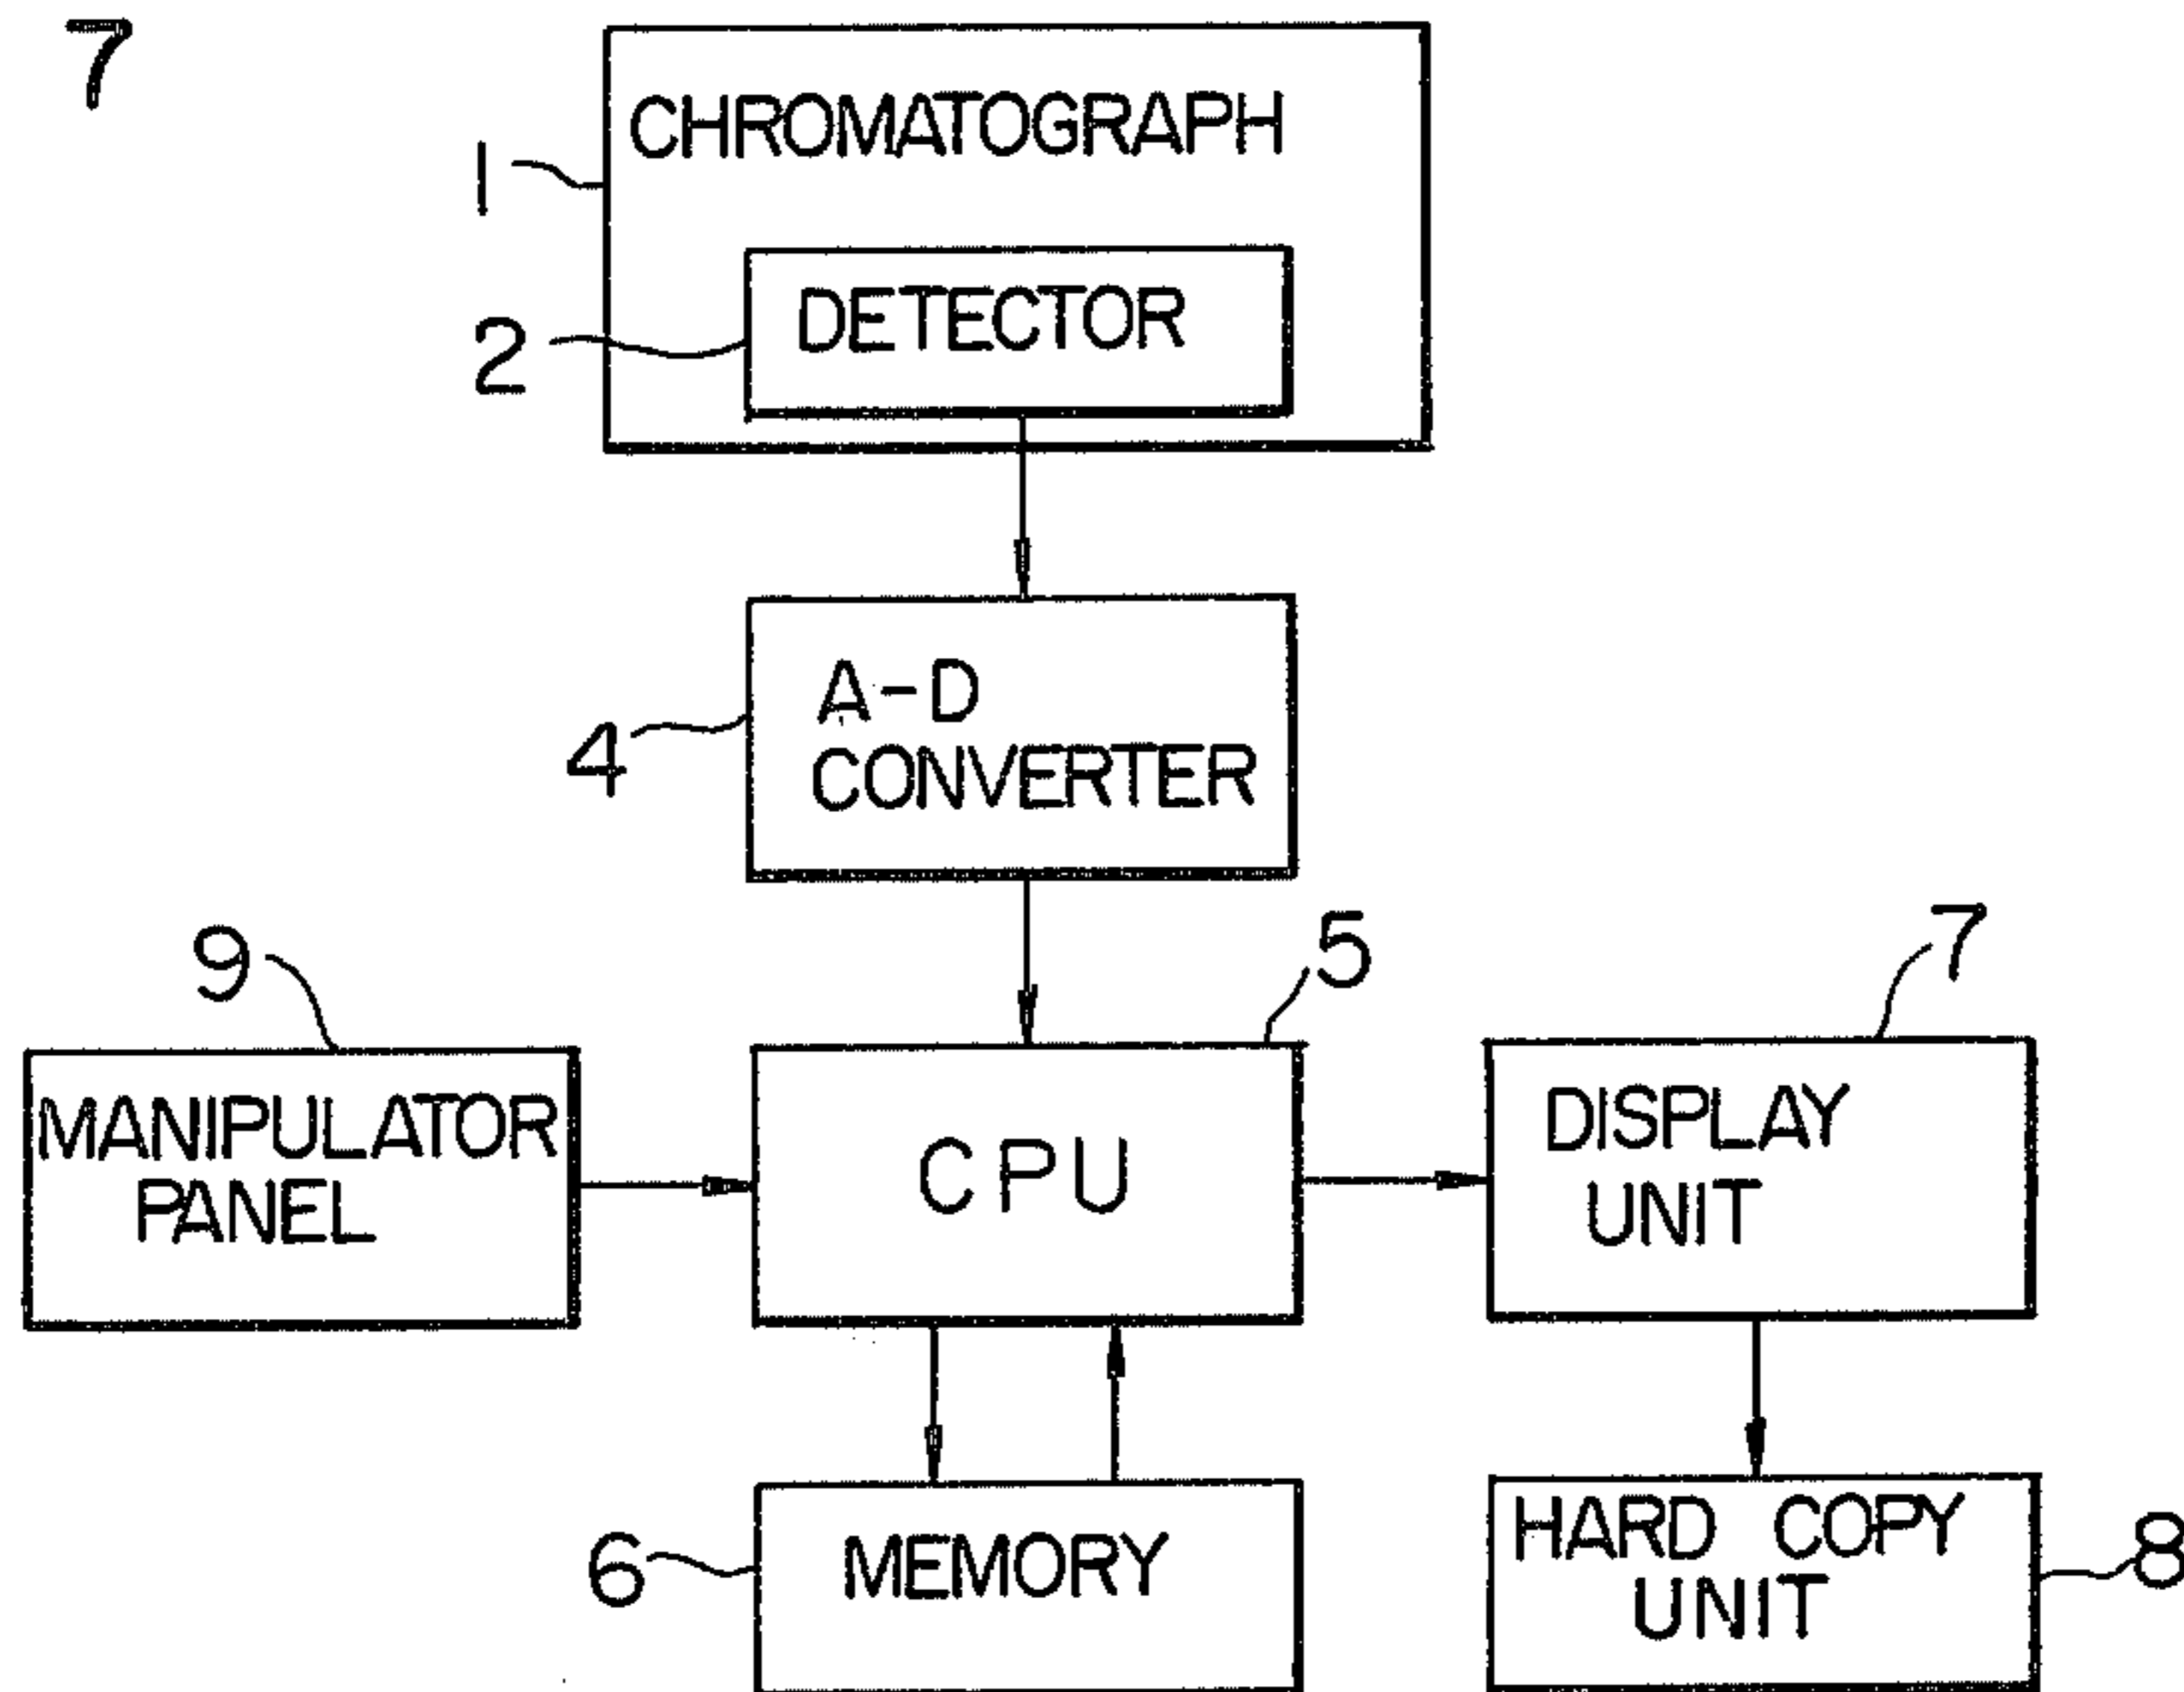 7
CHROMATOGRAPH
1
DETECTOR
2
A-D
CONVERTER
4
5
7
9
MANIPULATOR
PANEL
CPU
DISPLAY
UNIT
6
MEMORY
HARD COPY
UNIT
8